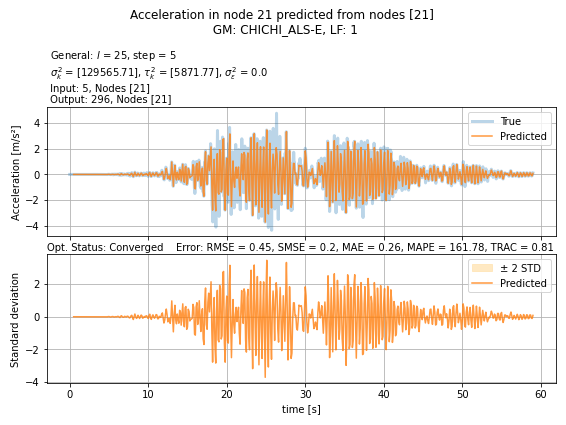 Acceleration in node 21 predicted from nodes [21]
GM: CHICHI_ALS-E, LF: 1
General: l = 25, step = 5
σ²ₖ = [129565.71], τ²ₖ = [5871.77], σ²ε = 0.0
Input: 5, Nodes [21]
Output: 296, Nodes [21]
Acceleration [m/s²]
4
2
0
−2
−4
True
Predicted
Opt. Status: Converged Error: RMSE = 0.45, SMSE = 0.2, MAE = 0.26, MAPE = 161.78, TRAC = 0.81
Standard deviation
2
0
−2
−4
± 2 STD
Predicted
0 10 20 30 40 50 60
time [s]